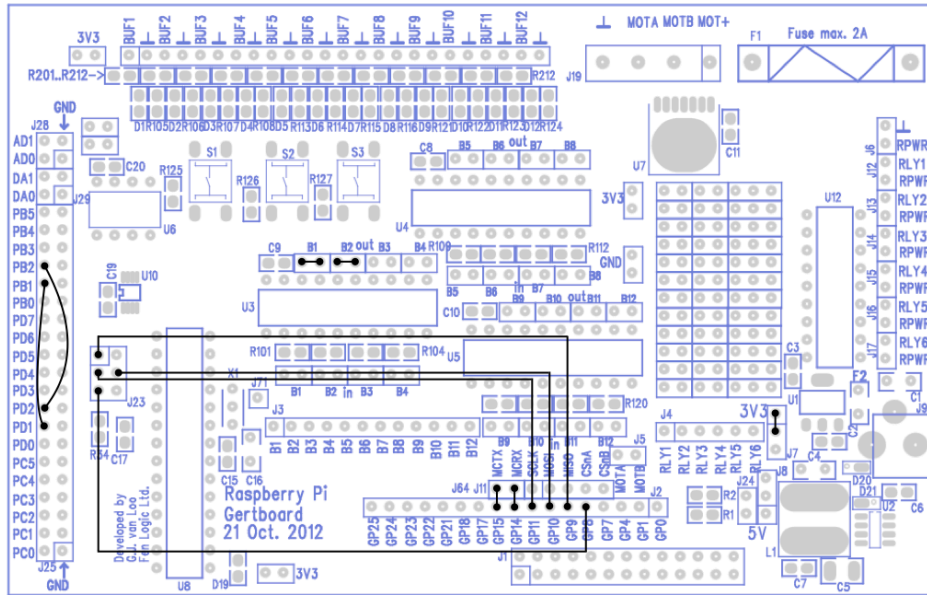 3V3
BUF1 ⊥ BUF2 ⊥ BUF3 ⊥ BUF4 ⊥ BUF5 ⊥ BUF6 ⊥ BUF7 ⊥ BUF8 ⊥ BUF9 ⊥ BUF10 ⊥ BUF11 ⊥ BUF12 ⊥
⊥ MOTA MOTB MOT+
F1 Fuse max. 2A
R201..R212->
R212
J19
D1 R105 D2 R106 D3 R107 D4 R108 D5 R113 D6 R114 D7 R115 D8 R116 D9 R121 D10 R122 D11 R123 D12 R124
GND
J28
AD1
AD0
DA1
DA0
J29
PB5
PB4
PB3
PB2
PB1
PB0
PD7
PD6
PD5
PD4
PD3
PD2
PD1
PD0
PC5
PC4
PC3
PC2
PC1
PC0
J25
GND
C20
R125
U6
S1
S2
S3
R126
R127
C8
B5 B6 out B7 B8
U4
U7
C11
3V3
GND
U12
⊥
J6
RPWR
RLY1
J12
RPWR
RLY2
J13
RPWR
RLY3
J14
RPWR
RLY4
J15
RPWR
RLY5
J16
RPWR
RLY6
J17
RPWR
C9
B1 B2 out B3 B4
R109
R112
B5 B6 in B7 B8
U3
C10
B9 B10 out B11 B12
U5
C19
U10
R101
R104
B1 B2 in B3 B4
X1
J71
J23
R34
C17
J3
B1 B2 B3 B4 B5 B6 B7 B8 B9 B10 B11 B12
R120
B9 B10 in B11 B12
J5
MOTA
MOTB
MCTX MCRX SCLK MOSI MISO CSnA CSnB
J64 J11
J2
GP25 GP24 GP23 GP22 GP21 GP18 GP17 GP15 GP14 GP11 GP10 GP9 GP8 GP7 GP4 GP1 GP0
J1
C15
C16
Raspberry Pi
Gertboard
21 Oct. 2012
Developed by
G.J. van Loo
Fen Logic Ltd.
U8
D19
3V3
J4
RLY1 RLY2 RLY3 RLY4 RLY5 RLY6
3V3
J7
R2
R1
J24
5V
J8
C3
U1
F2
C2
C1
J9
C4
D20
D21
U2
C6
L1
C7
C5